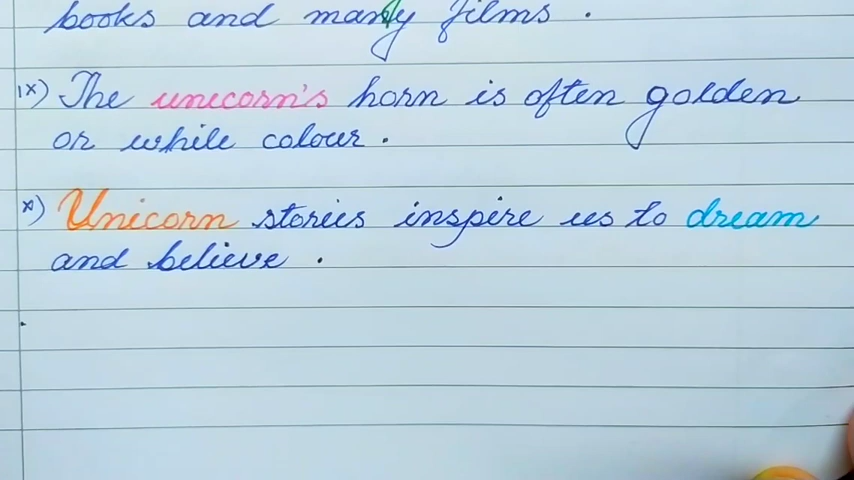 books and many films .
ix) The unicorn's horn is often golden
or while colour .
x) Unicorn stories inspire us to dream
and believe .